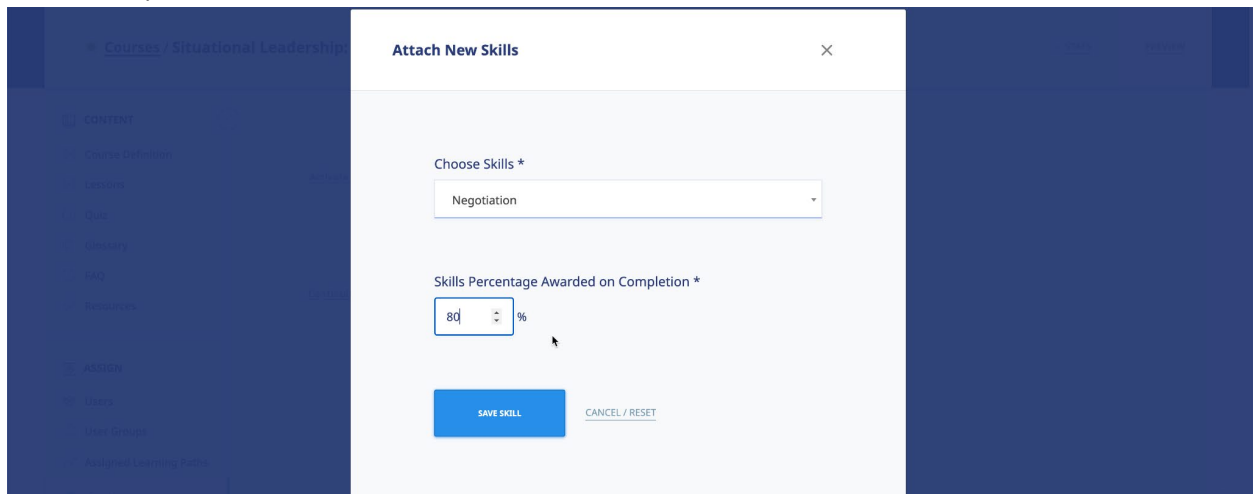 Courses / Situational Leadership:
Attach New Skills
CONTENT
Course Definition
Lessons
Quiz
Glossary
FAQ
Resources
ASSIGN
Users
User Groups
Assigned Learning Paths
Choose Skills *
Negotiation
Skills Percentage Awarded on Completion *
80 %
SAVE SKILL
CANCEL / RESET